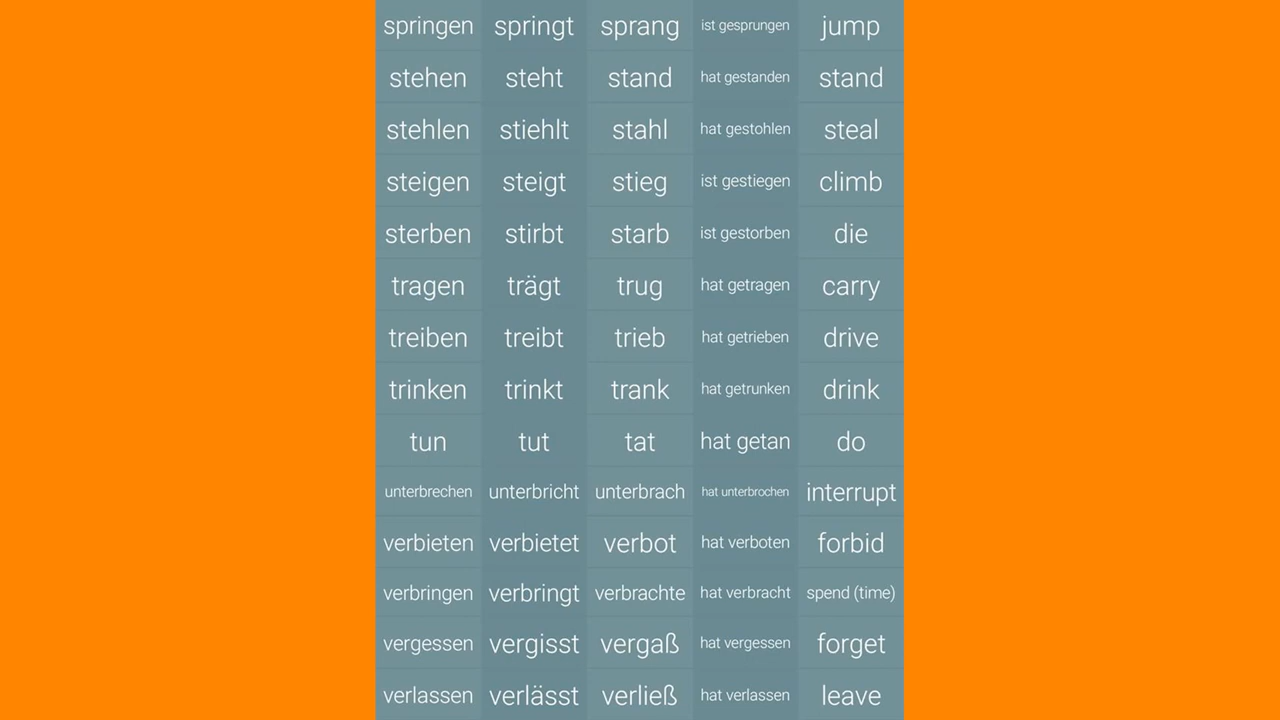 springen springt sprang ist gesprungen jump
stehen steht stand hat gestanden stand
stehlen stiehlt stahl hat gestohlen steal
steigen steigt stieg ist gestiegen climb
sterben stirbt starb ist gestorben die
tragen trägt trug hat getragen carry
treiben treibt trieb hat getrieben drive
trinken trinkt trank hat getrunken drink
tun tut tat hat getan do
unterbrechen unterbricht unterbrach hat unterbrochen interrupt
verbieten verbietet verbot hat verboten forbid
verbringen verbringt verbrachte hat verbracht spend (time)
vergessen vergisst vergaß hat vergessen forget
verlassen verlässt verließ hat verlassen leave